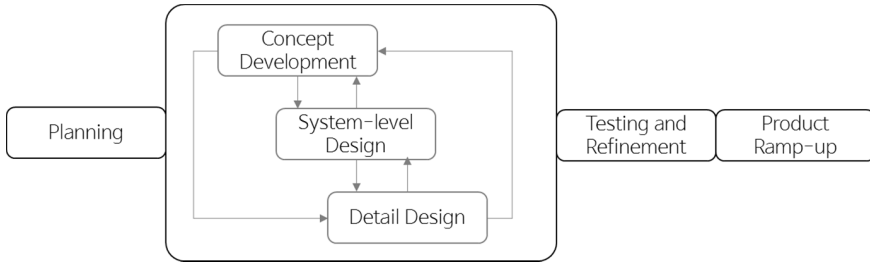 Planning
Concept
Development
System-level
Design
Detail Design
Testing and
Refinement
Product
Ramp-up